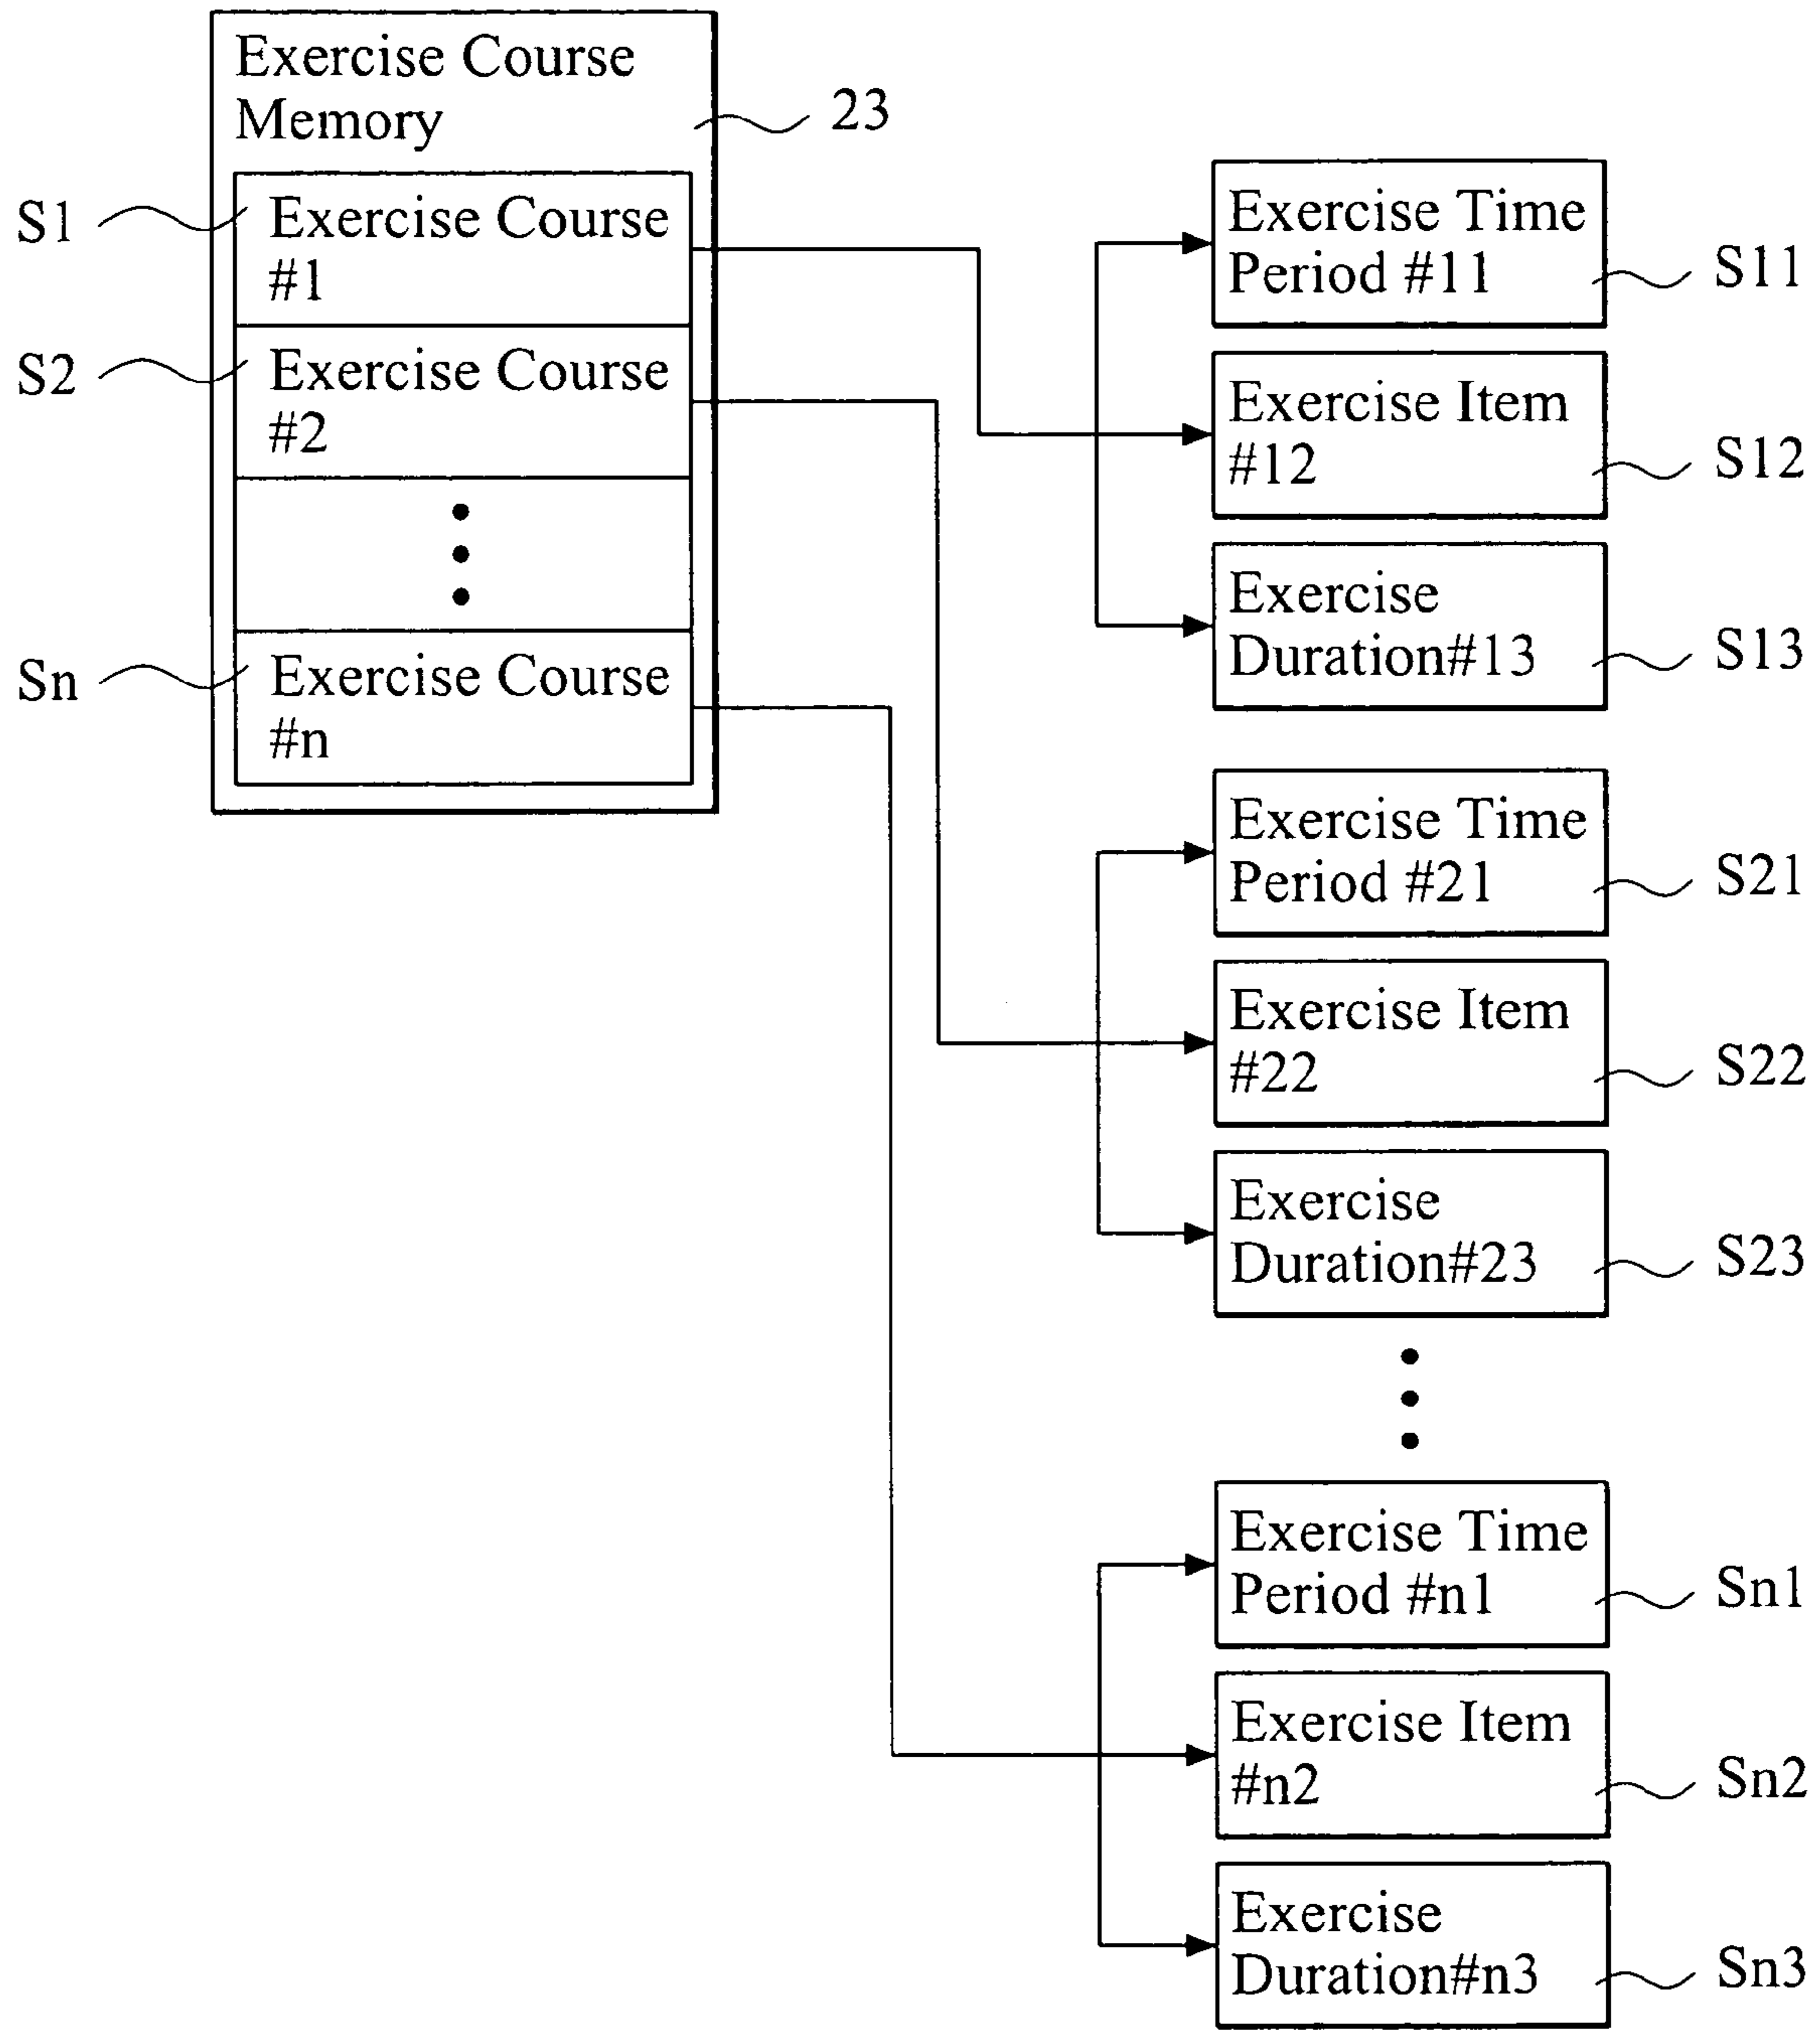 Exercise Course
Memory
23
S1
Exercise Course
#1
S2
Exercise Course
#2
Sn
Exercise Course
#n
Exercise Time
Period #11
S11
Exercise Item
#12
S12
Exercise
Duration#13
S13
Exercise Time
Period #21
S21
Exercise Item
#22
S22
Exercise
Duration#23
S23
Exercise Time
Period #n1
Sn1
Exercise Item
#n2
Sn2
Exercise
Duration#n3
Sn3